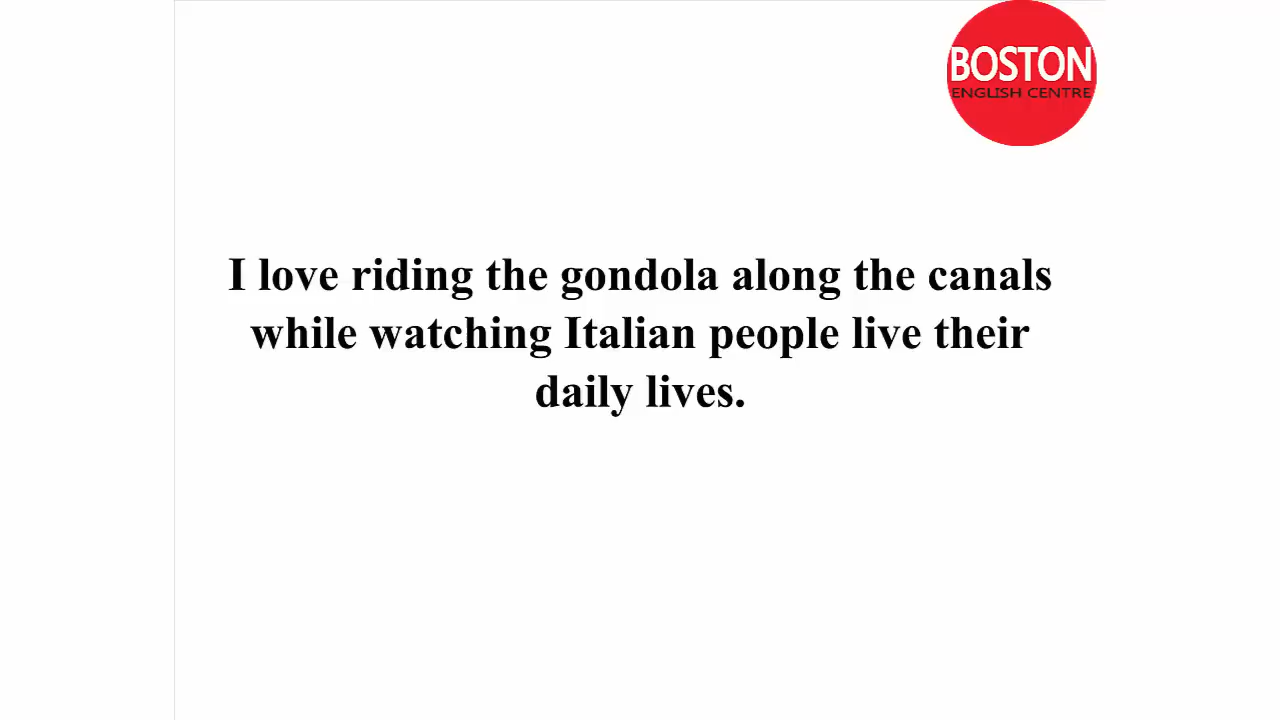 BOSTON
ENGLISH CENTRE
I love riding the gondola along the canals
while watching Italian people live their
daily lives.